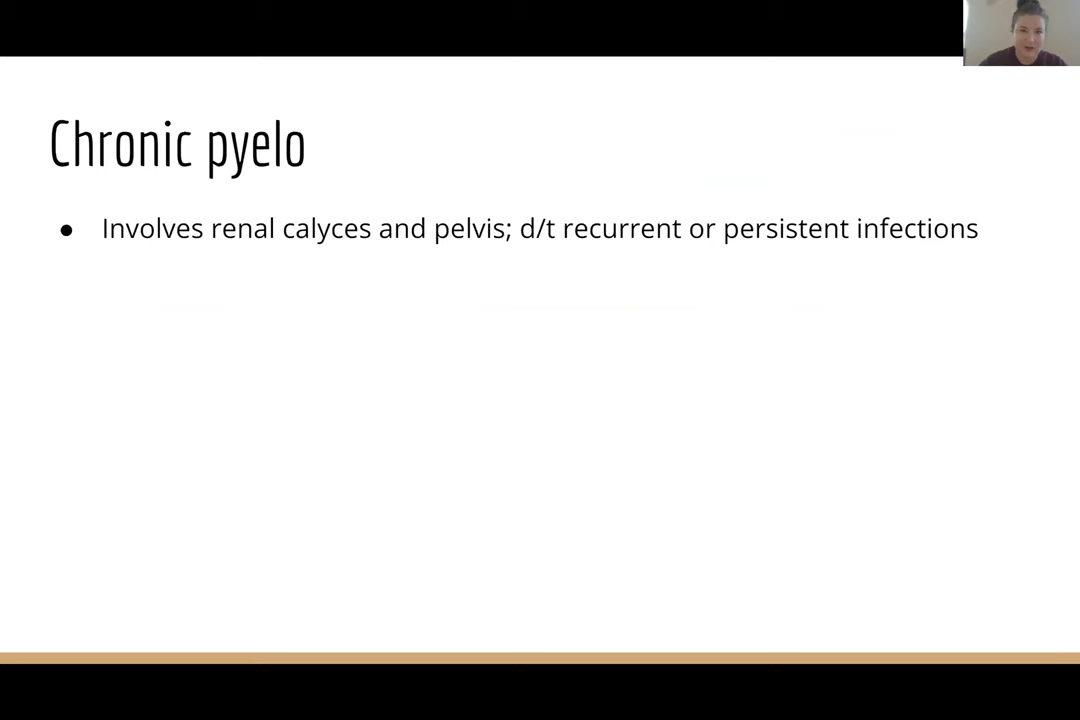 Chronic pyelo
● Involves renal calyces and pelvis; d/t recurrent or persistent infections